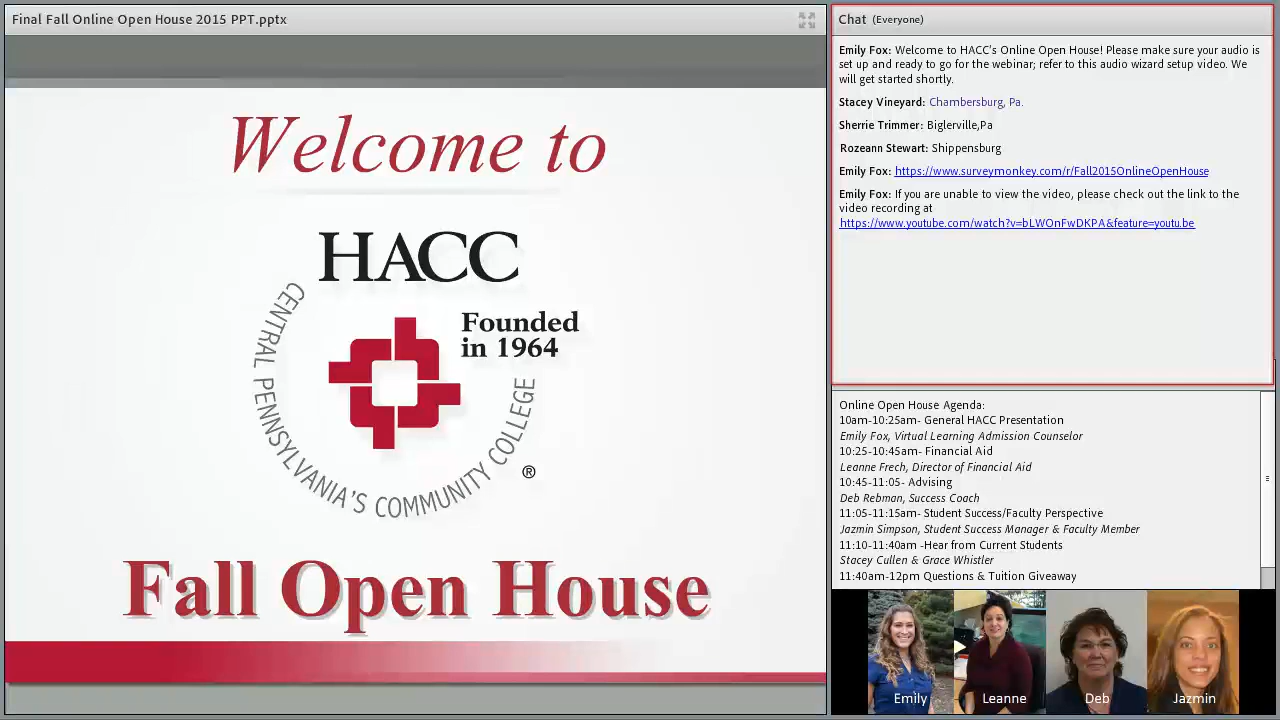 Final Fall Online Open House 2015 PPT.pptx
Welcome to
HACC
Founded
in 1964
CENTRAL PENNSYLVANIA'S COMMUNITY COLLEGE
®
Fall Open House
Chat (Everyone)
Emily Fox: Welcome to HACC's Online Open House! Please make sure your audio is
set up and ready to go for the webinar; refer to this audio wizard setup video. We
will get started shortly.
Stacey Vineyard: Chambersburg, Pa.
Sherrie Trimmer: Biglerville,Pa
Rozeann Stewart: Shippensburg
Emily Fox: https://www.surveymonkey.com/r/Fall2015OnlineOpenHouse
Emily Fox: If you are unable to view the video, please check out the link to the
video recording at
https://www.youtube.com/watch?v=bLWOnFwDKPA&feature=youtu.be
Online Open House Agenda:
10am-10:25am- General HACC Presentation
Emily Fox, Virtual Learning Admission Counselor
10:25-10:45am- Financial Aid
Leanne Frech, Director of Financial Aid
10:45-11:05- Advising
Deb Rebman, Success Coach
11:05-11:15am- Student Success/Faculty Perspective
Jazmin Simpson, Student Success Manager & Faculty Member
11:10-11:40am -Hear from Current Students
Stacey Cullen & Grace Whistler
11:40am-12pm Questions & Tuition Giveaway
Emily
Leanne
Deb
Jazmin